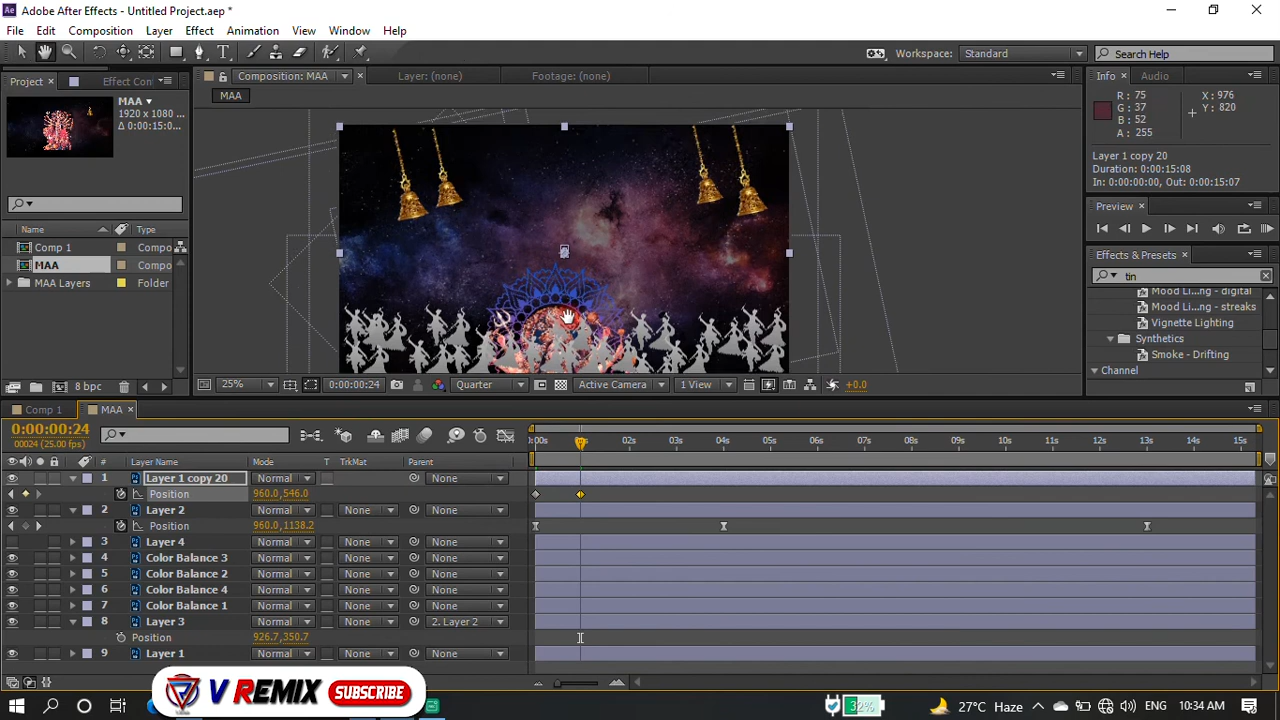 Adobe After Effects - Untitled Project.aep *
File Edit Composition Layer Effect Animation View Window Help
Workspace: Standard Search Help
Project Effect Con Composition: MAA Layer: (none) Footage: (none) Info Audio
MAA
MAA
1920 x 1080
Δ 0:00:15:0
R: 75
G: 37
B: 52
A: 255
X: 976
Y: 820
Layer 1 copy 20
Duration: 0:00:15:08
In: 0:00:00:00, Out: 0:00:15:07
Preview
Name Type
Comp 1 Compo
MAA Compo
MAA Layers Folder
Effects & Presets
tin
Mood Li...ng - digital
Mood Li...ng - streaks
Vignette Lighting
Synthetics
Smoke - Drifting
Channel
8 bpc
25% 0:00:00:24 Quarter Active Camera 1 View +0.0
Comp 1 MAA
0:00:00:24
00024 (25.00 fps)
02s 03s 04s 05s 06s 07s 08s 09s 10s 11s 12s 13s 14s 15s
# Layer Name Mode T TrkMat Parent
1 Layer 1 copy 20 Normal None
Position 960.0,546.0
2 Layer 2 Normal None None
Position 960.0,1138.2
3 Layer 4 Normal None None
4 Color Balance 3 Normal None None
5 Color Balance 2 Normal None None
6 Color Balance 4 Normal None None
7 Color Balance 1 Normal None None
8 Layer 3 Normal None 2. Layer 2
Position 926.7,350.7
9 Layer 1 Normal None None
V REMIX SUBSCRIBE
32% 27°C Haze ENG 10:34 AM